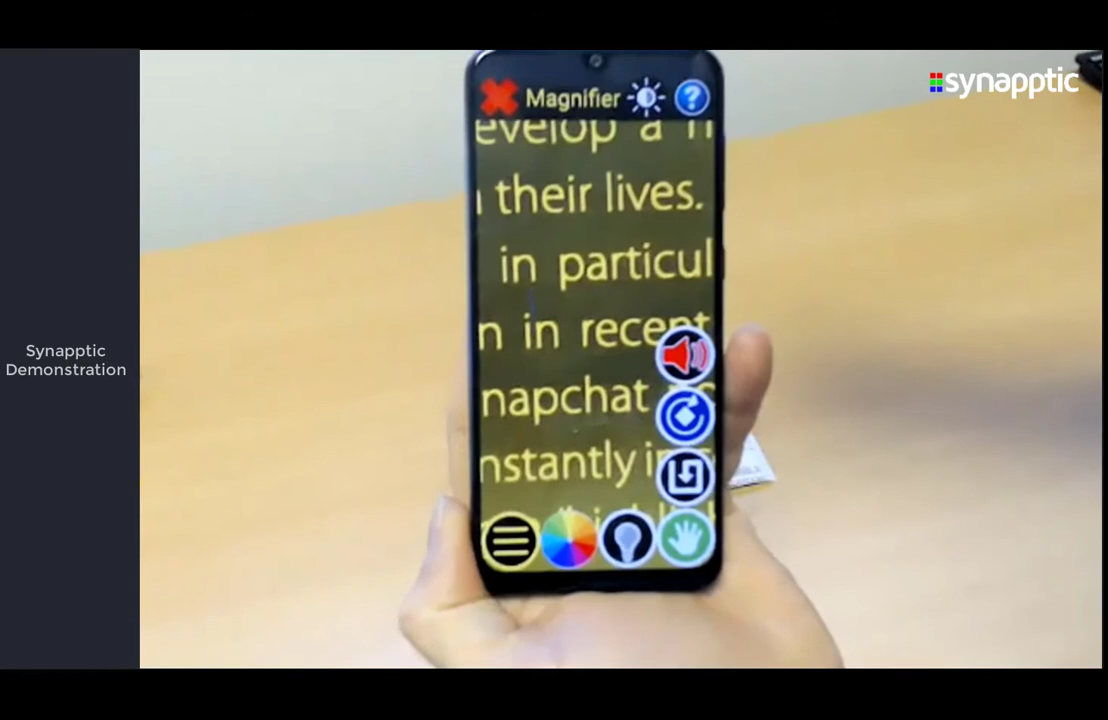 synapptic
Magnifier
?
evelop a
their lives.
in particul
n in recent
napchat
nstantly
Synapptic
Demonstration